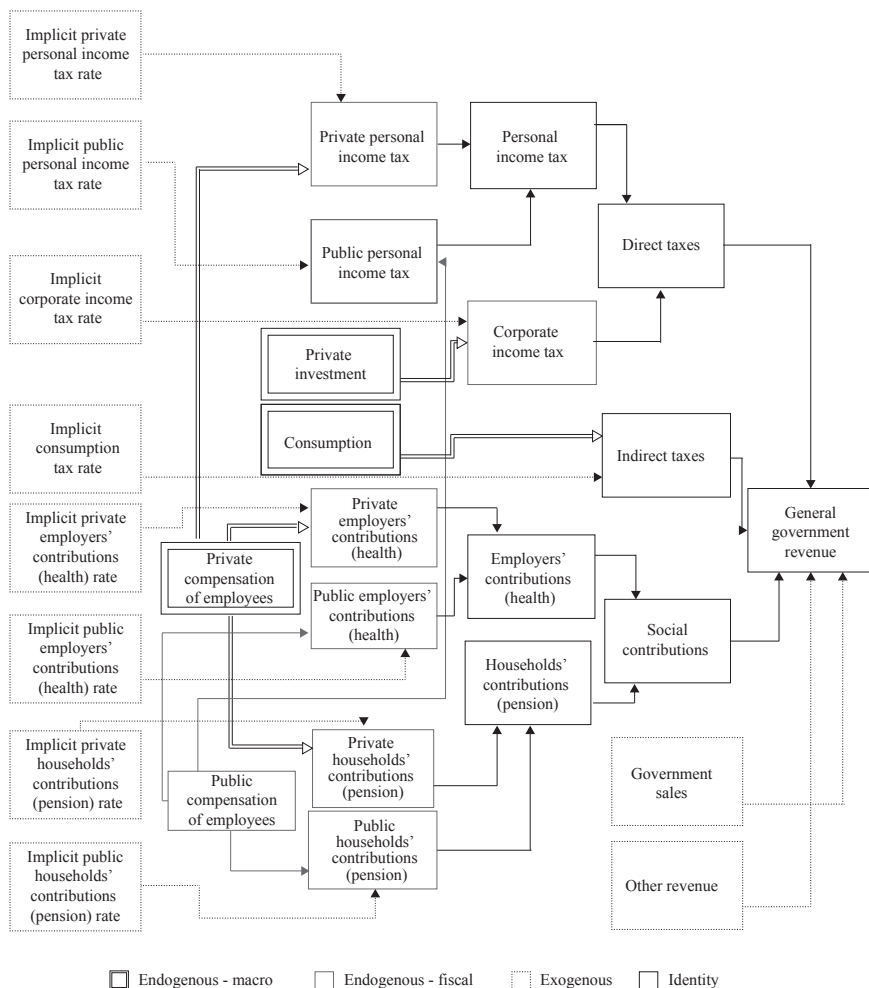 Implicit private
personal income
tax rate
Implicit public
personal income
tax rate
Implicit
corporate income
tax rate
Implicit
consumption
tax rate
Implicit private
employers'
contributions
(health) rate
Implicit public
employers'
contributions
(health) rate
Implicit private
households'
contributions
(pension) rate
Implicit public
households'
contributions
(pension) rate
Private
compensation
of employees
Public
compensation
of employees
Private personal
income tax
Public personal
income tax
Private
investment
Consumption
Private
employers'
contributions
(health)
Public employers'
contributions
(health)
Private
households'
contributions
(pension)
Public
households'
contributions
(pension)
Personal
income tax
Corporate
income tax
Employers'
contributions
(health)
Households'
contributions
(pension)
Direct taxes
Indirect taxes
Social
contributions
Government
sales
Other revenue
General
government
revenue
Endogenous - macro
Endogenous - fiscal
Exogenous
Identity